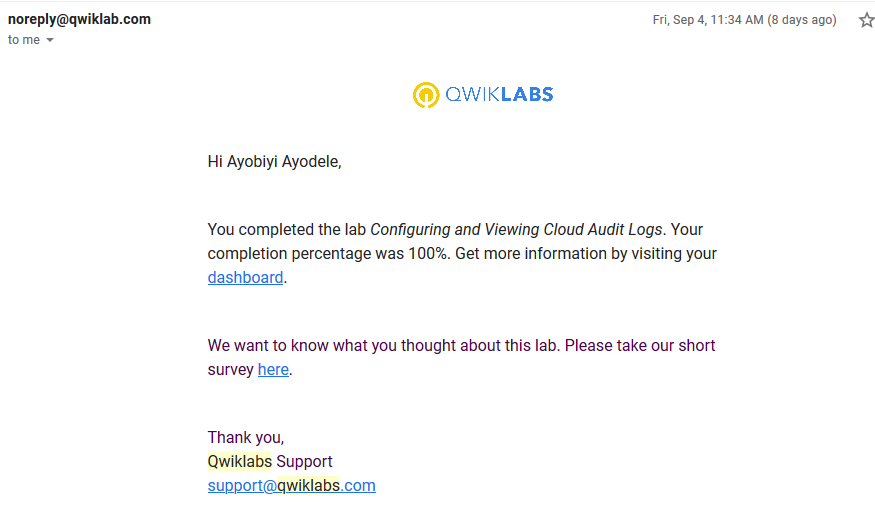 noreply@qwiklab.com
Fri, Sep 4, 11:34 AM (8 days ago)
to me
QWIKLABS
Hi Ayobiyi Ayodele,
You completed the lab Configuring and Viewing Cloud Audit Logs. Your
completion percentage was 100%. Get more information by visiting your
dashboard.
We want to know what you thought about this lab. Please take our short
survey here.
Thank you,
Qwiklabs Support
support@qwiklabs.com